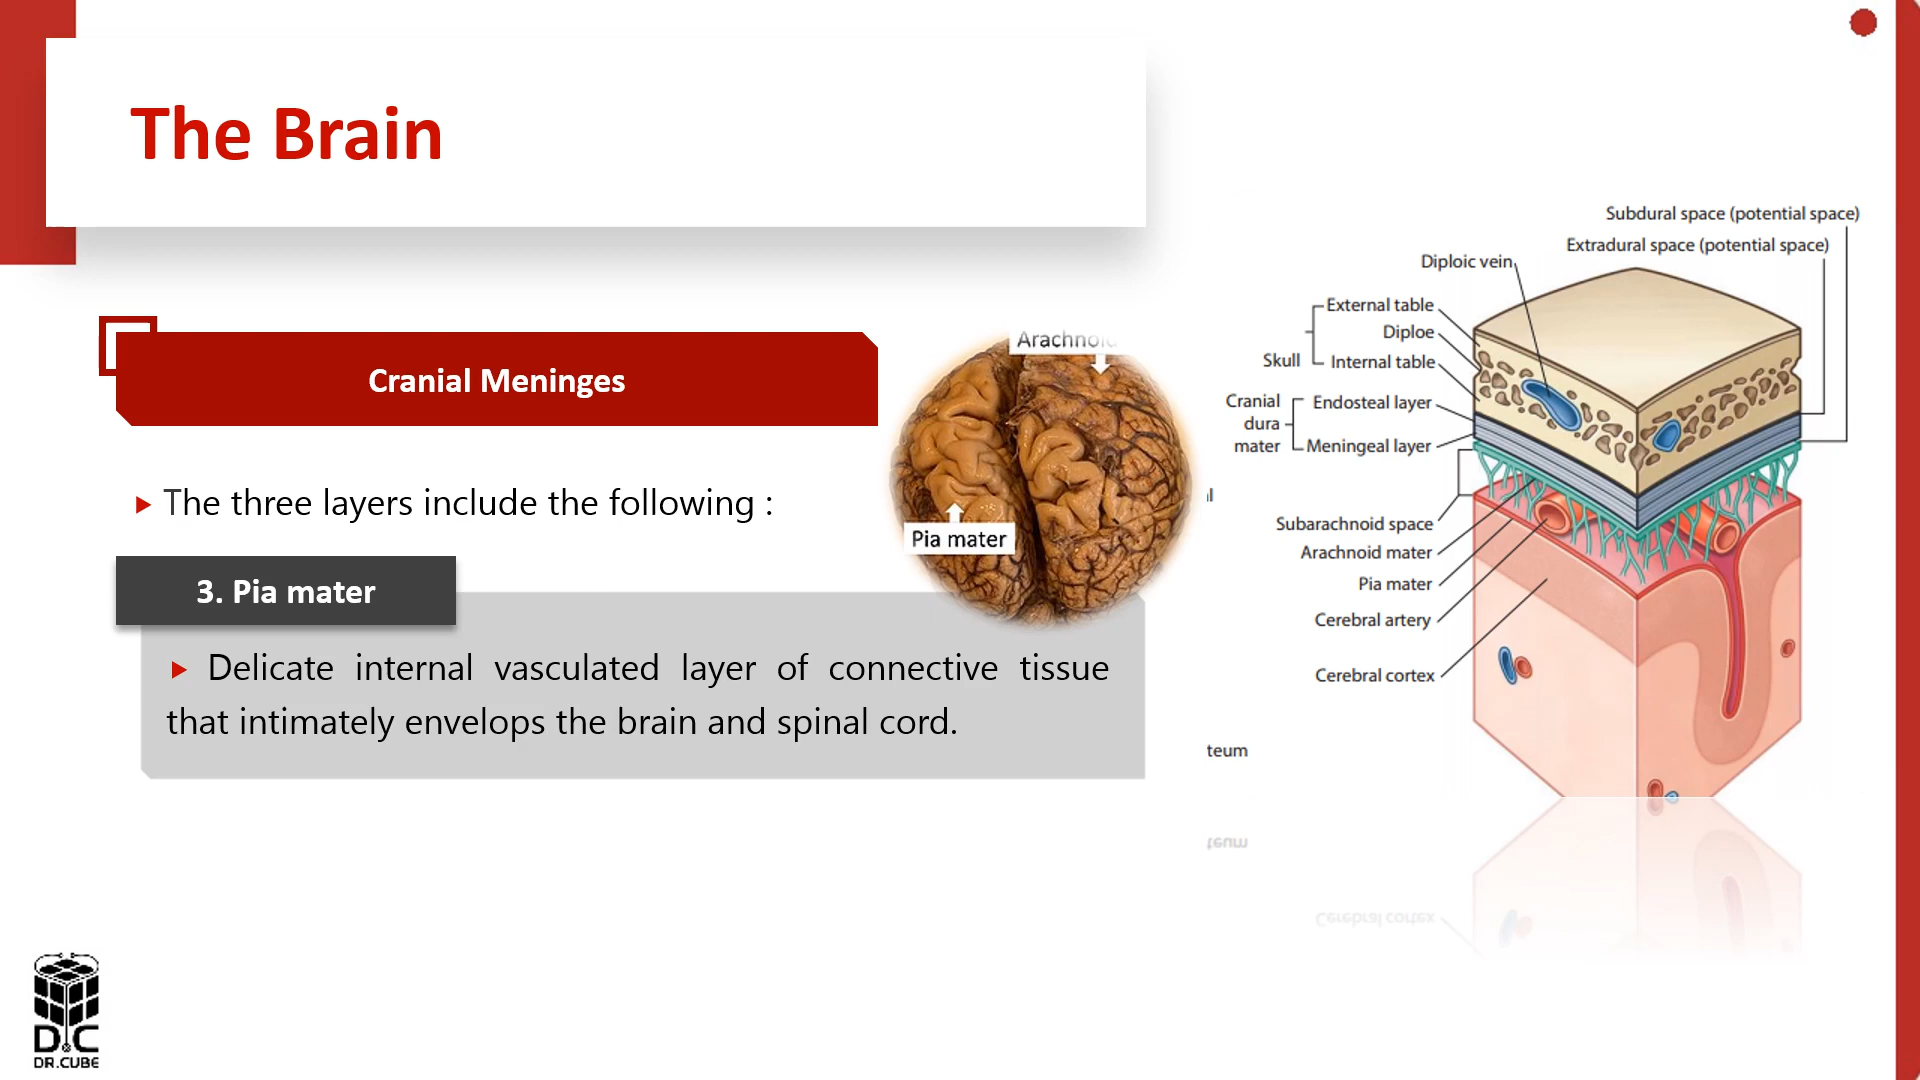 The Brain
Cranial Meninges
The three layers include the following :
3. Pia mater
Delicate internal vasculated layer of connective tissue
that intimately envelops the brain and spinal cord.
Arachnoid
Pia mater
Subdural space (potential space)
Extradural space (potential space)
Diploic vein
External table
Diploe
Skull
Internal table
Cranial
dura
mater
Endosteal layer
Meningeal layer
Subarachnoid space
Arachnoid mater
Pia mater
Cerebral artery
Cerebral cortex
teum
D.C
DR.CUBE